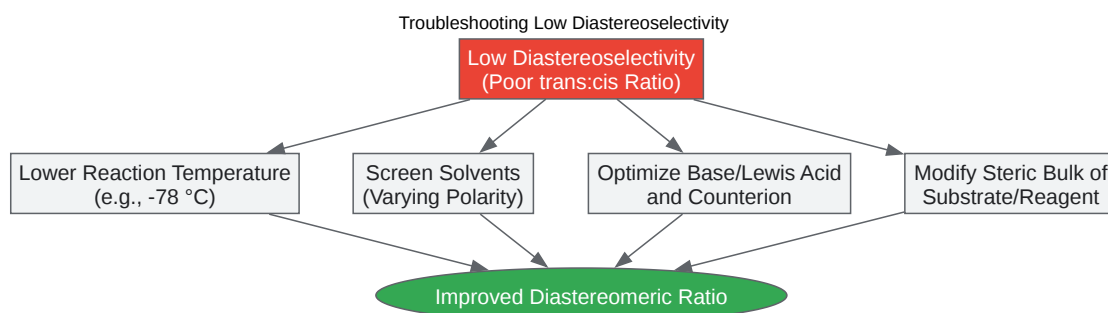 Troubleshooting Low Diastereoselectivity
Low Diastereoselectivity
(Poor trans:cis Ratio)
Lower Reaction Temperature
(e.g., -78 °C)
Screen Solvents
(Varying Polarity)
Optimize Base/Lewis Acid
and Counterion
Modify Steric Bulk of
Substrate/Reagent
Improved Diastereomeric Ratio